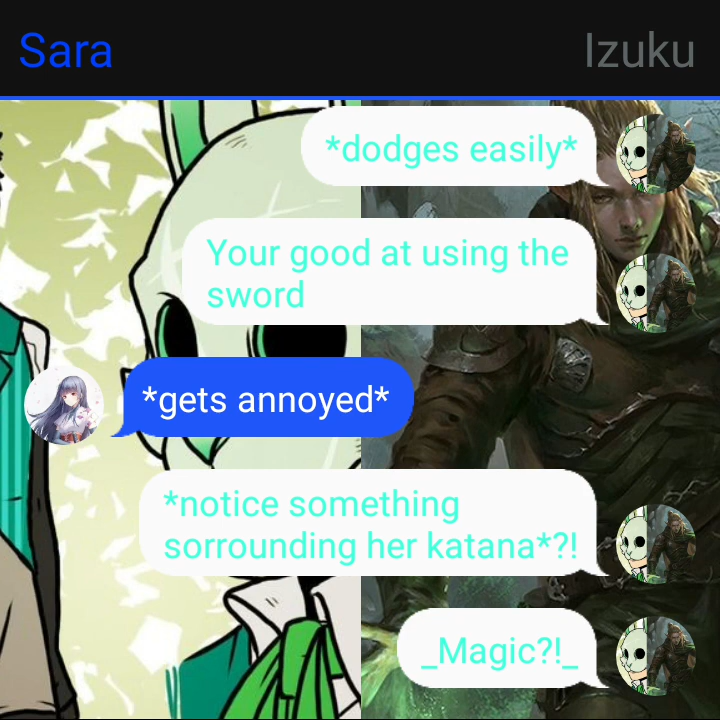 Sara
Izuku
*dodges easily*
Your good at using the
sword
*gets annoyed*
*notice something
sorrounding her katana*?!
_Magic?!_